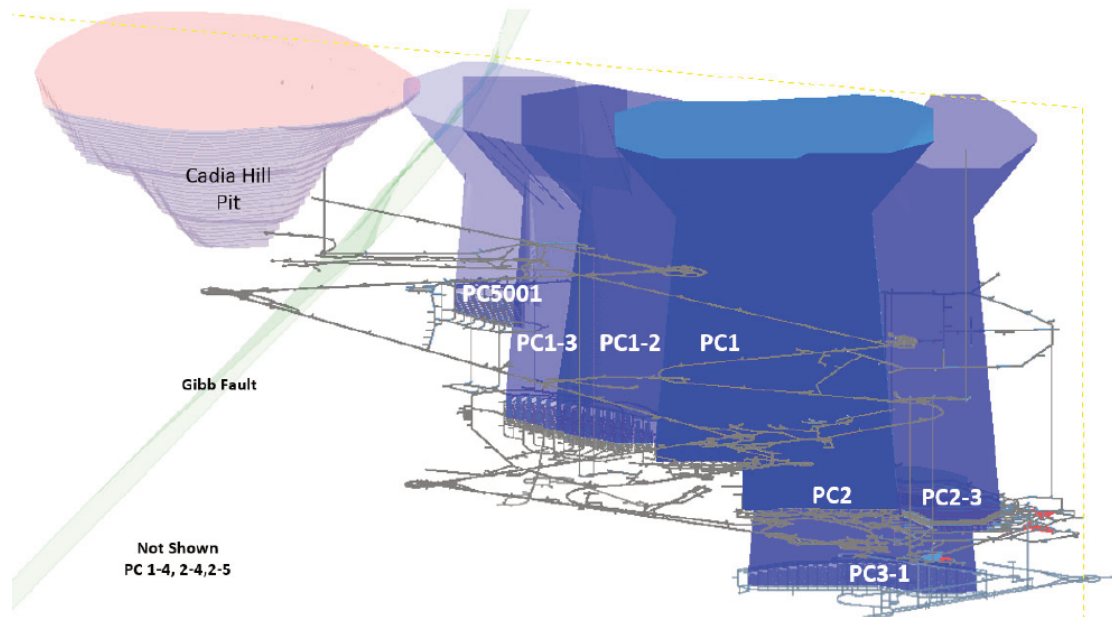 Cadia Hill
Pit
PC5001
PC1-3
PC1-2
PC1
Gibb Fault
PC2
PC2-3
Not Shown
PC 1-4, 2-4,2-5
PC3-1